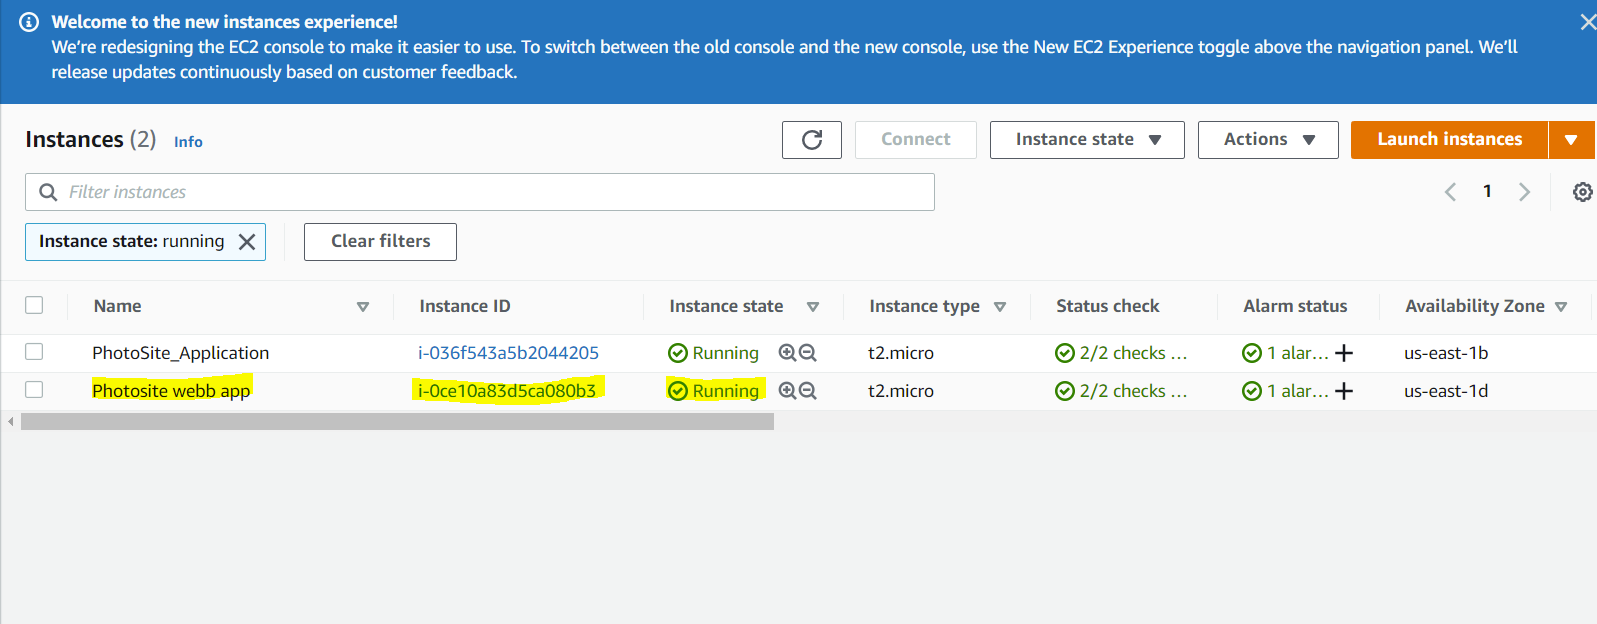 Welcome to the new instances experience!
We're redesigning the EC2 console to make it easier to use. To switch between the old console and the new console, use the New EC2 Experience toggle above the navigation panel. We'll
release updates continuously based on customer feedback.
Instances (2) Info
Connect
Instance state
Actions
Launch instances
Filter instances
1
Instance state: running
Clear filters
Name Instance ID Instance state Instance type Status check Alarm status Availability Zone
PhotoSite_Application i-036f543a5b2044205 Running t2.micro 2/2 checks ... 1 alar... us-east-1b
Photosite webb app i-0ce10a83d5ca080b3 Running t2.micro 2/2 checks ... 1 alar... us-east-1d